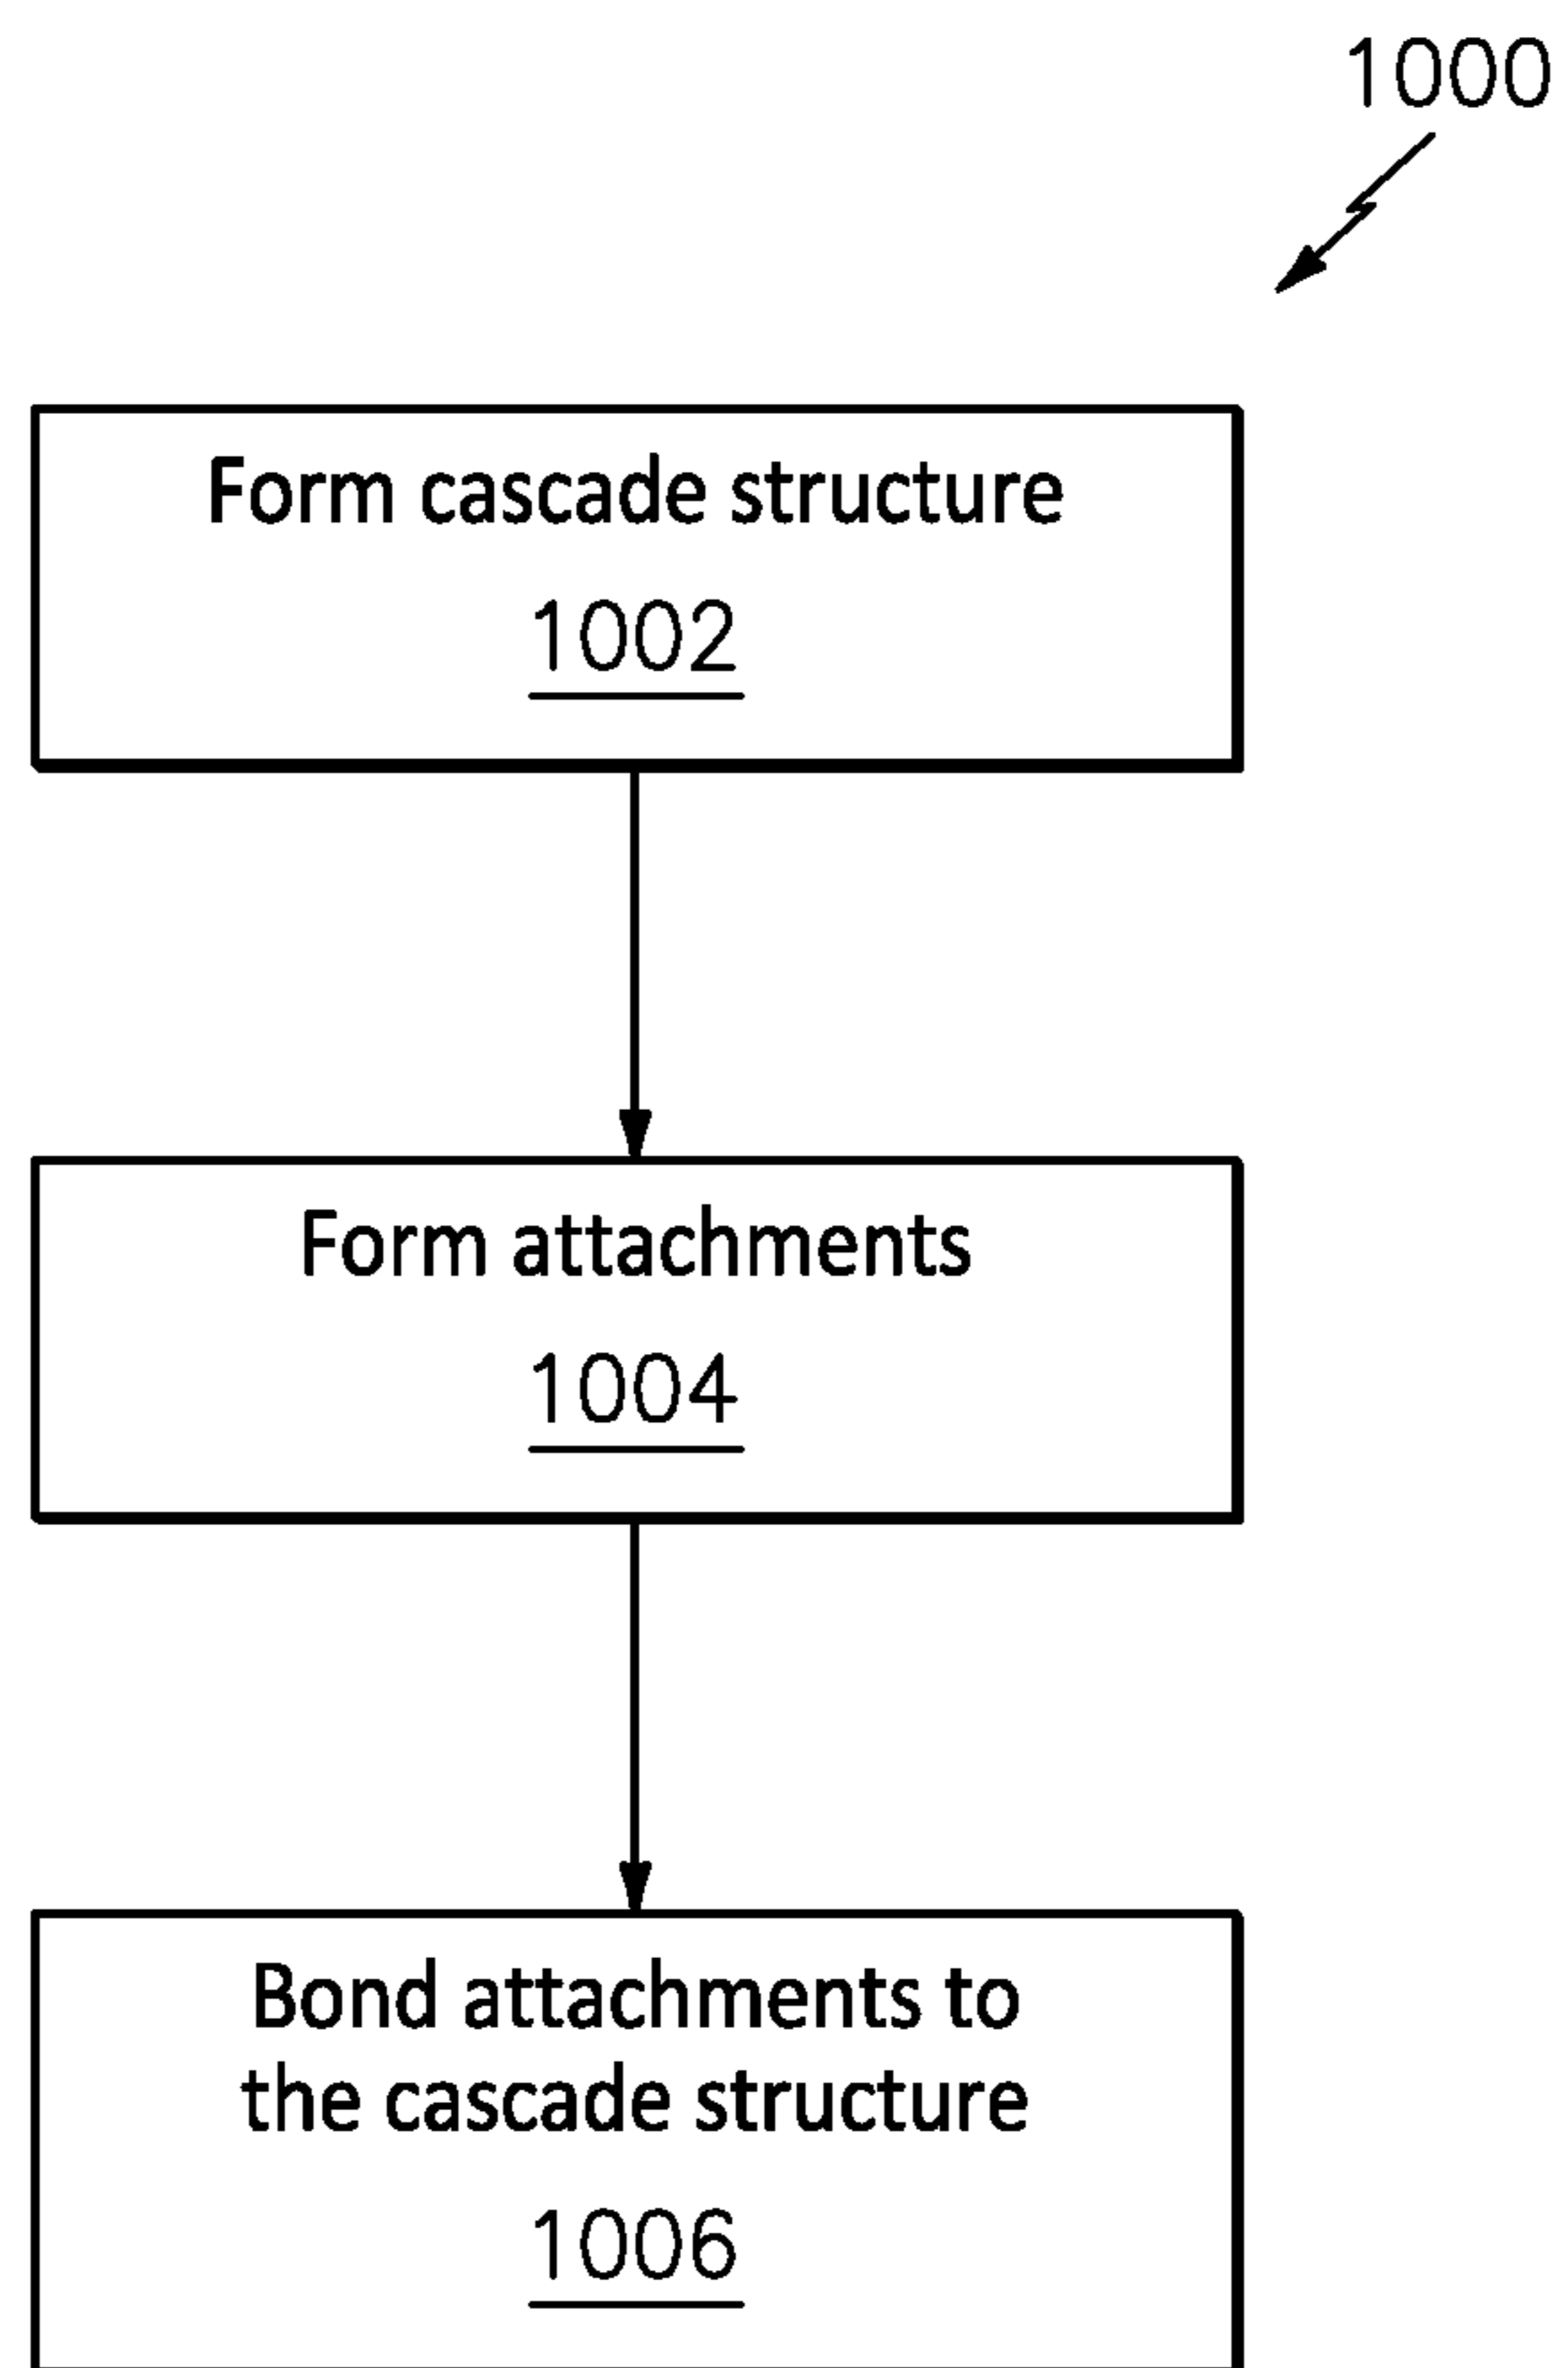 1000
Form cascade structure
1002
Form attachments
1004
Bond attachments to
the cascade structure
1006